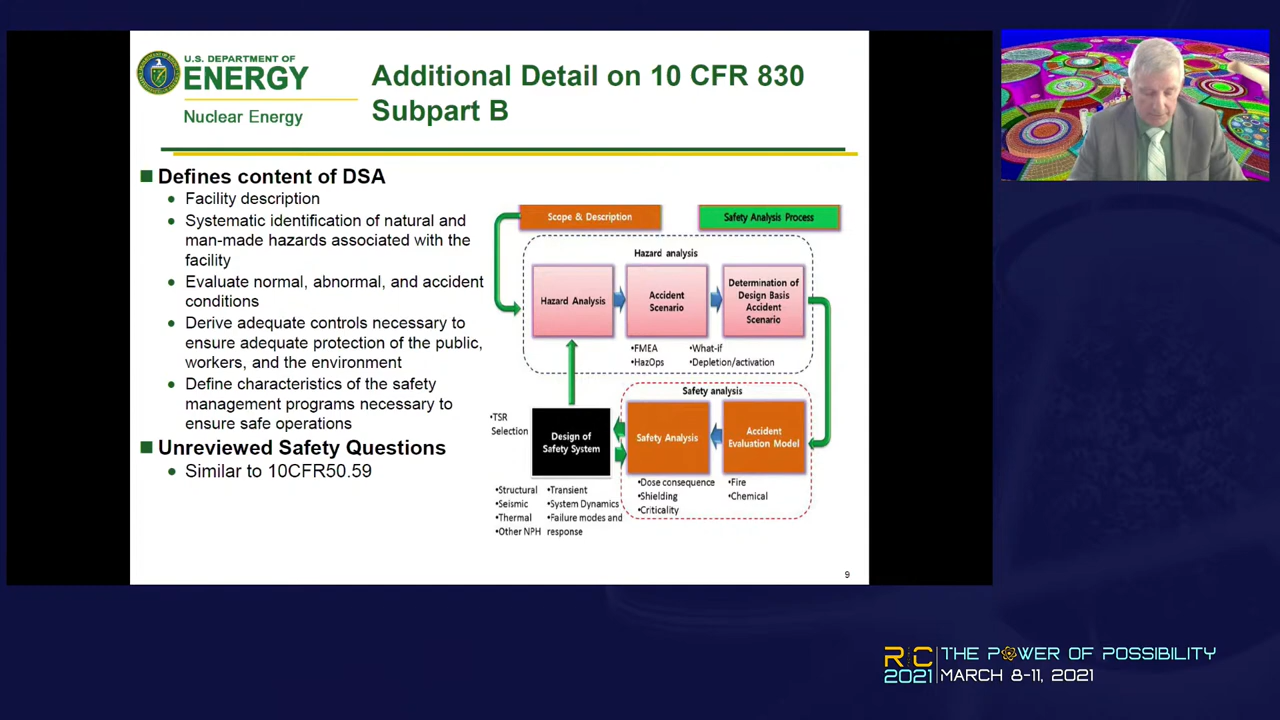 U.S. DEPARTMENT OF
ENERGY
Nuclear Energy
Additional Detail on 10 CFR 830
Subpart B
Defines content of DSA
• Facility description
• Systematic identification of natural and
man-made hazards associated with the
facility
• Evaluate normal, abnormal, and accident
conditions
• Derive adequate controls necessary to
ensure adequate protection of the public,
workers, and the environment
• Define characteristics of the safety
management programs necessary to
ensure safe operations
Unreviewed Safety Questions
• Similar to 10CFR50.59
Scope & Description
Safety Analysis Process
Hazard analysis
Hazard Analysis
Accident
Scenario
Determination of
Design Basis
Accident
Scenario
•FMEA
•HazOps
•What-if
•Depletion/activation
Safety analysis
•TSR
Selection
Design of
Safety System
Safety Analysis
Accident
Evaluation Model
•Structural
•Seismic
•Thermal
•Other NPH
•Transient
•System Dynamics
•Failure modes and
response
•Dose consequence
•Shielding
•Criticality
•Fire
•Chemical
9
RIC
2021
THE POWER OF POSSIBILITY
MARCH 8-11, 2021